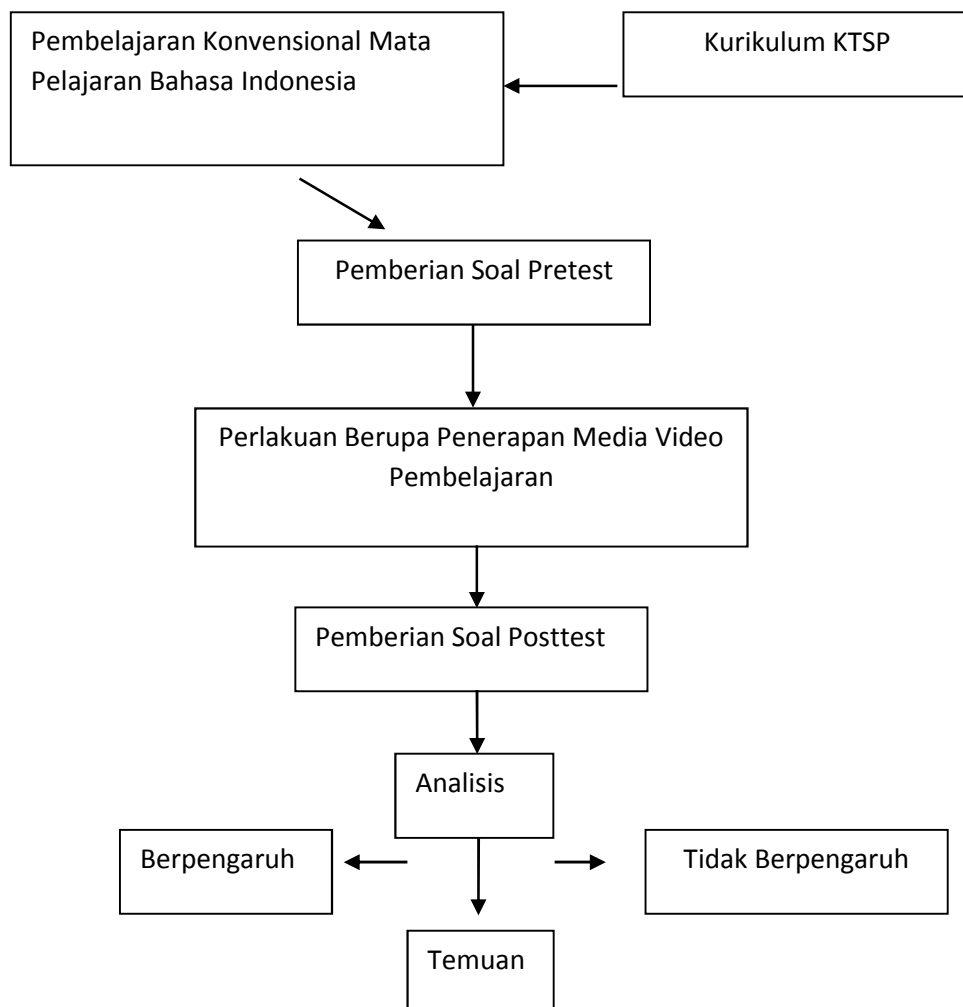 Pembelajaran Konvensional Mata
Pelajaran Bahasa Indonesia
Kurikulum KTSP
Pemberian Soal Pretest
Perlakuan Berupa Penerapan Media Video
Pembelajaran
Pemberian Soal Posttest
Analisis
Berpengaruh
Tidak Berpengaruh
Temuan